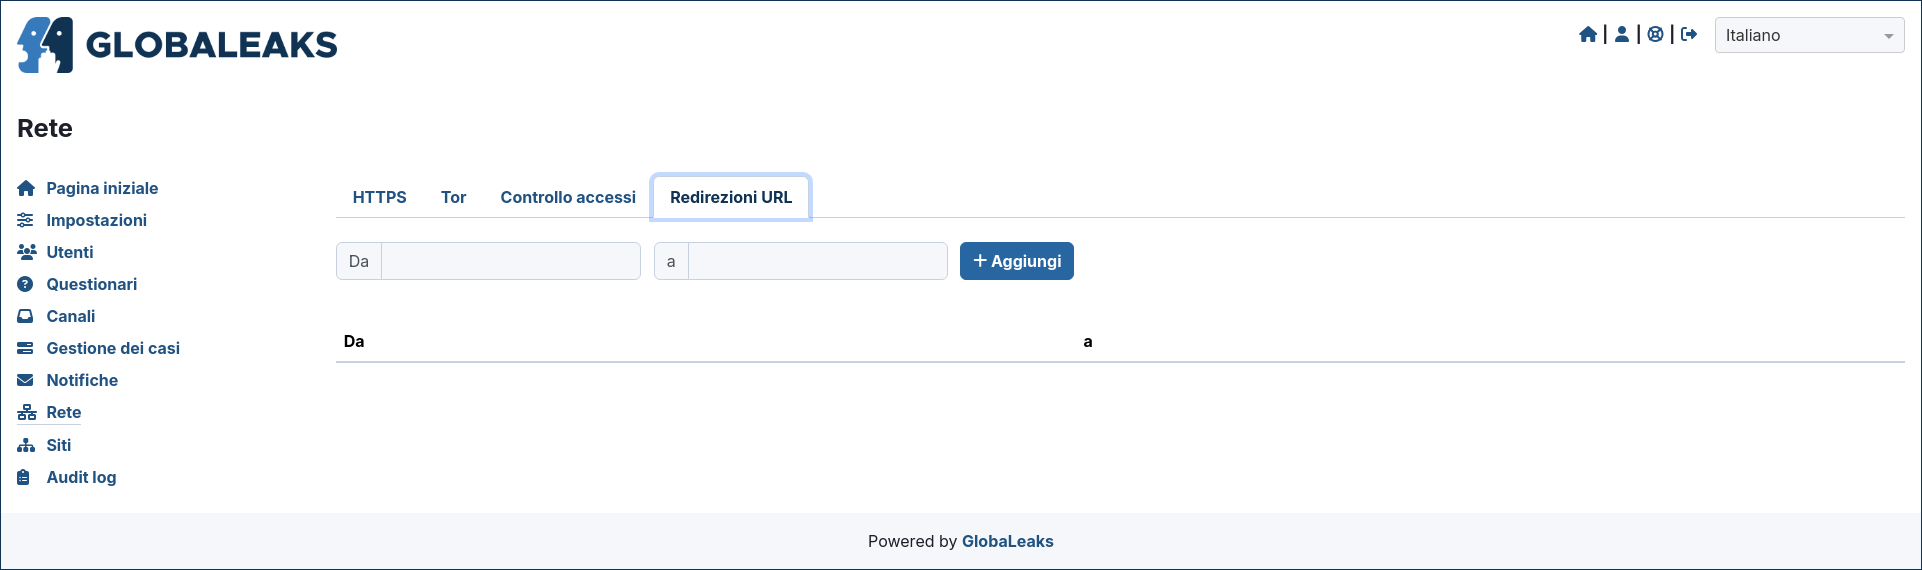 GLOBALEAKS
Italiano
Rete
Pagina iniziale
Impostazioni
Utenti
Questionari
Canali
Gestione dei casi
Notifiche
Rete
Siti
Audit log
HTTPS Tor Controllo accessi Redirezioni URL
Da a Aggiungi
Da a
Powered by GlobaLeaks